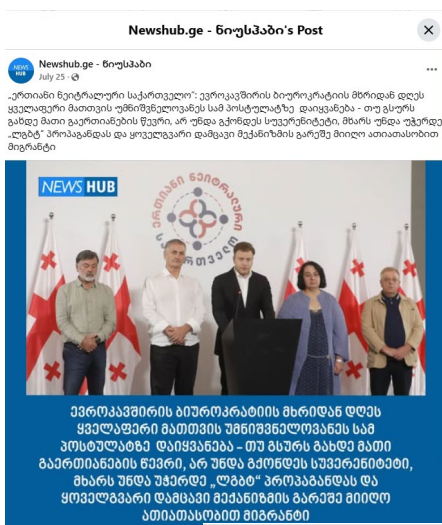 Newshub.ge - ნიუსჰაბი's Post
NEWS
HUB
Newshub.ge - ნიუსჰაბი
July 25 ·
„ერთიანი ნეიტრალური საქართველო“: ევროკავშირის ბიუროკრატიის მხრიდან დღეს
ყველაფერი მათთვის უმნიშვნელოვანეს სამ პოსტულატზე დაიყვანება - თუ გსურს
გახდე მათი გაერთიანების წევრი, არ უნდა გქონდეს სუვერენიტეტი, მხარს უნდა უჭერდე
„ლგბტ“ პროპაგანდას და ყოველგვარი დამცავი მექანიზმის გარეშე მიიღო ათიათასობით
მიგრანტი
NEWS HUB
ერთიანი ნეიტრალური
საქართველო
ევროკავშირის ბიუროკრატიის მხრიდან დღეს
ყველაფერი მათთვის უმნიშვნელოვანეს სამ
პოსტულატზე დაიყვანება – თუ გსურს გახდე მათი
გაერთიანების წევრი, არ უნდა გქონდეს სუვერენიტეტი,
მხარს უნდა უჭერდე „ლგბტ“ პროპაგანდას და
ყოველგვარი დამცავი მექანიზმის გარეშე მიიღო
ათიათასობით მიგრანტი